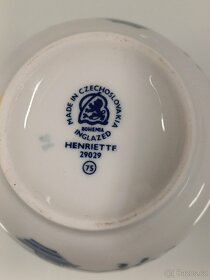 MADE IN CZECHOSLOVAKIA
BOHEMIA
INGLAZED
HENRIETTE
29029
75